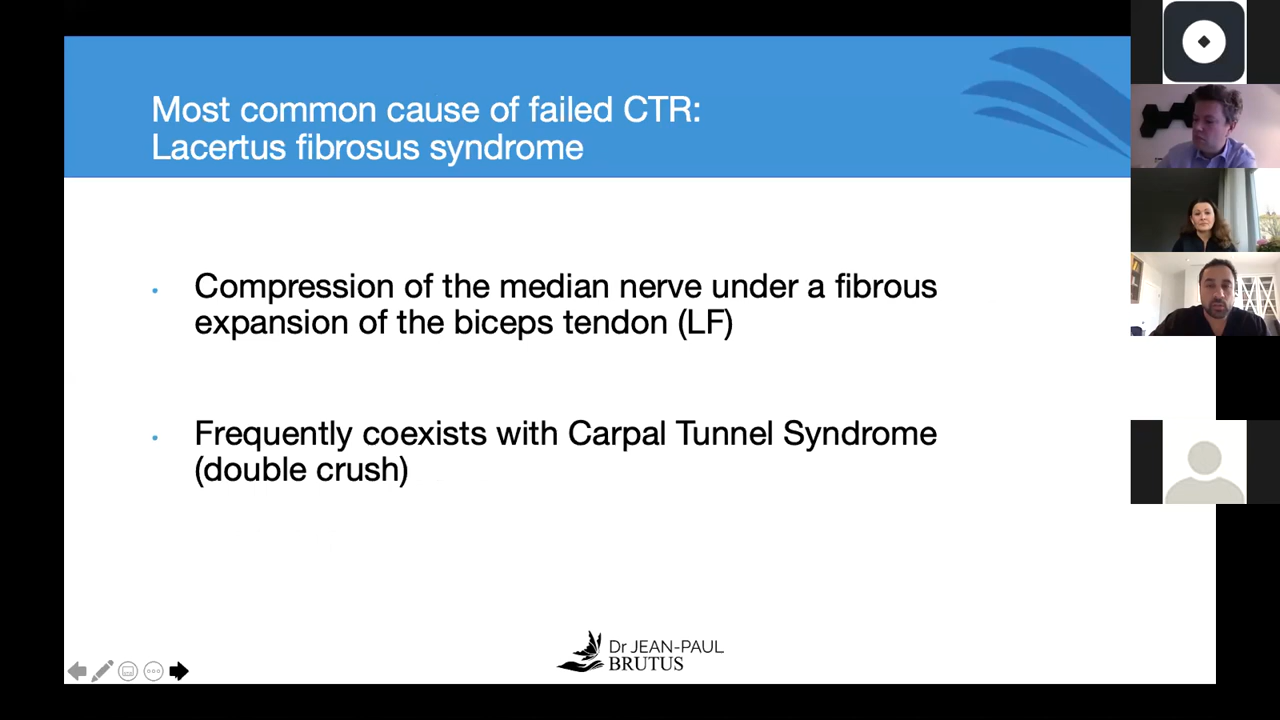 Most common cause of failed CTR:
Lacertus fibrosus syndrome
• Compression of the median nerve under a fibrous
expansion of the biceps tendon (LF)
• Frequently coexists with Carpal Tunnel Syndrome
(double crush)
Dr JEAN-PAUL
BRUTUS